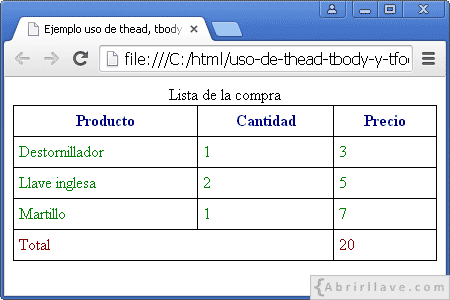 Ejemplo uso de thead, tbody
file:///C:/html/uso-de-thead-tbody-y-tfo
Lista de la compra
Producto Cantidad Precio
Destornillador 1 3
Llave inglesa 2 5
Martillo 1 7
Total 20
{Abrirllave.com